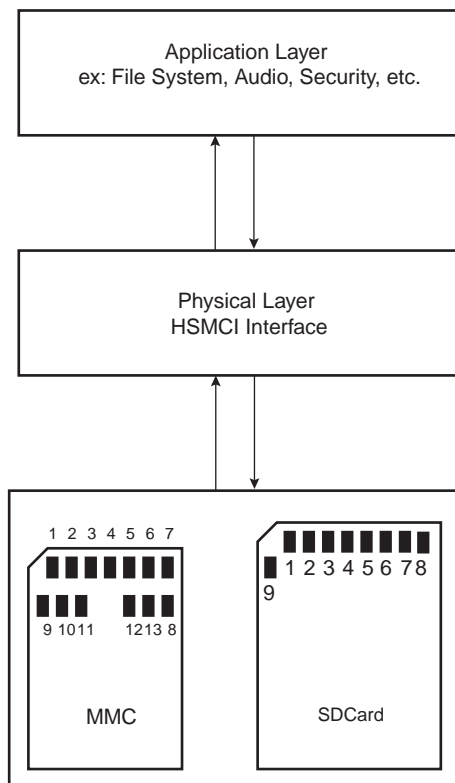 Application Layer
ex: File System, Audio, Security, etc.
Physical Layer
HSMCI Interface
1 2 3 4 5 6 7
9 10 11 12 13 8
MMC
1 2 3 4 5 6 7 8
9
SDCard